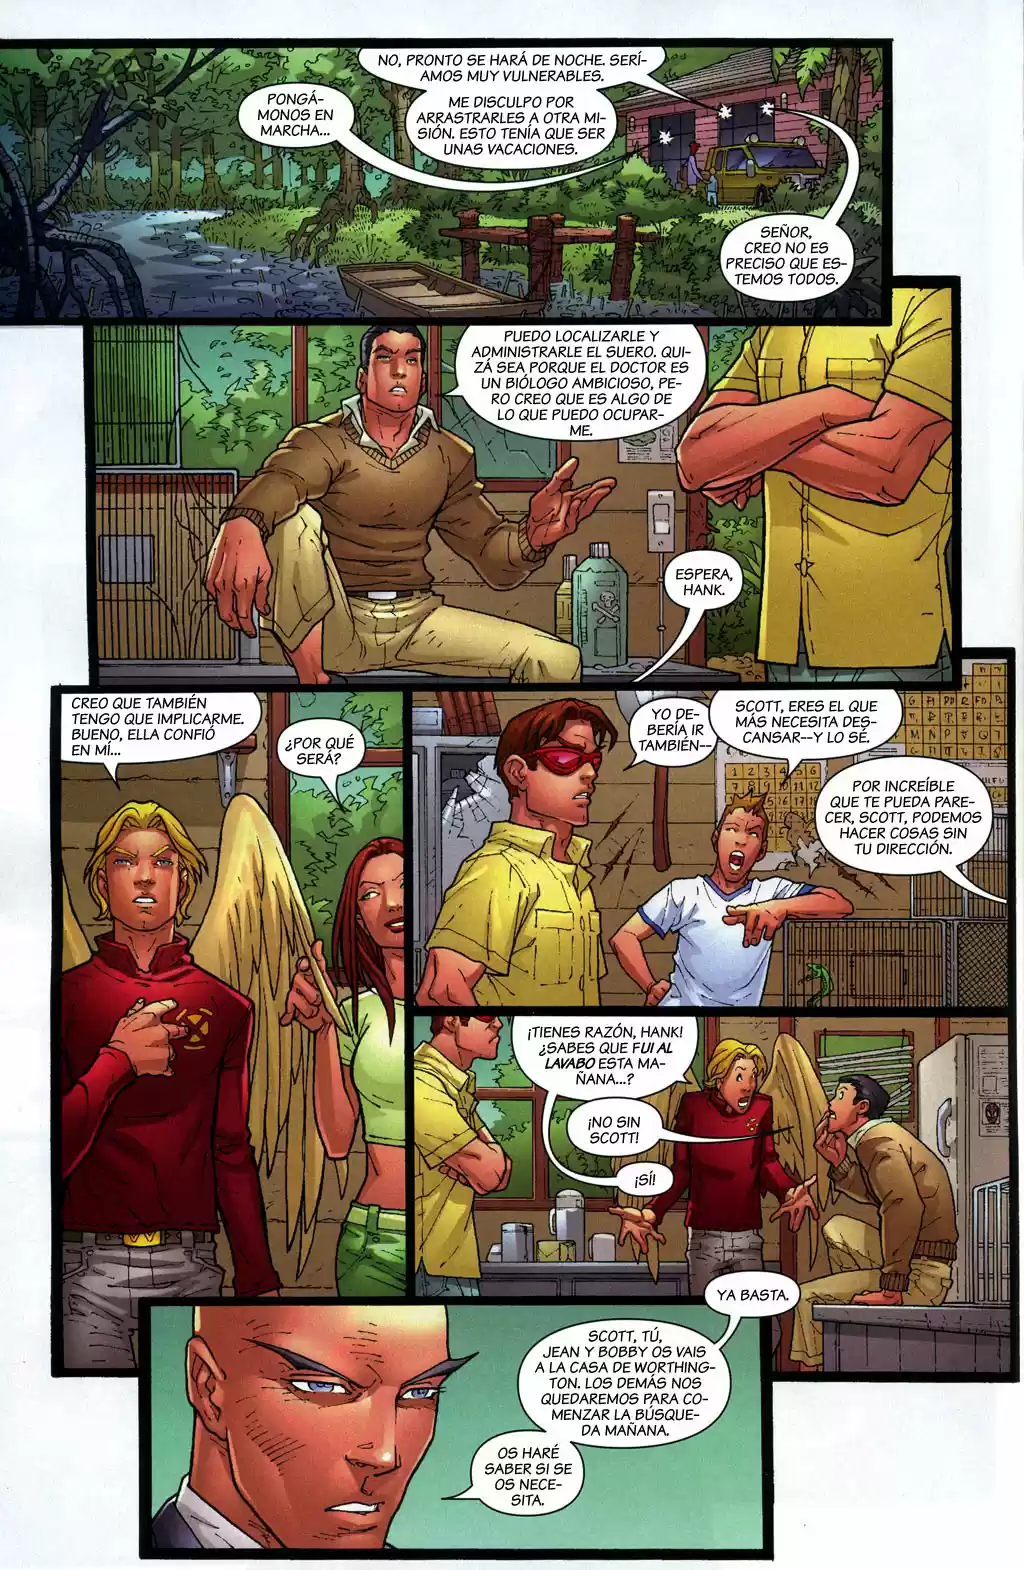 PONGÁ-
MONOS EN
MARCHA...
NO, PRONTO SE HARÁ DE NOCHE. SERÍ-
AMOS MUY VULNERABLES.
ME DISCULPO POR
ARRASTRARLES A OTRA MI-
SIÓN. ESTO TENÍA QUE SER
UNAS VACACIONES.
SEÑOR,
CREO NO ES
PRECISO QUE ES-
TEMOS TODOS.
PUEDO LOCALIZARLE Y
ADMINISTRARLE EL SUERO. QUI-
ZÁ SEA PORQUE EL DOCTOR ES
UN BIÓLOGO AMBICIOSO, PE-
RO CREO QUE ES ALGO DE
LO QUE PUEDO OCUPAR-
ME.
ESPERA,
HANK.
CREO QUE TAMBIÉN
TENGO QUE IMPLICARME.
BUENO, ELLA CONFIÓ
EN MÍ...
¿POR QUÉ
SERÁ?
YO DE-
BERÍA IR
TAMBIÉN--
SCOTT, ERES EL QUE
MÁS NECESITA DES-
CANSAR--Y LO SÉ.
POR INCREÍBLE
QUE TE PUEDA PARE-
CER, SCOTT, PODEMOS
HACER COSAS SIN
TU DIRECCIÓN.
1 2 3 4 5 6
¡TIENES RAZÓN, HANK!
¿SABES QUE FUI AL
LAVABO ESTA MA-
ÑANA...?
¡NO SIN
SCOTT!
¡SÍ!
YA BASTA.
SCOTT, TÚ,
JEAN Y BOBBY OS VAIS
A LA CASA DE WORTHING-
TON. LOS DEMÁS NOS
QUEDAREMOS PARA CO-
MENZAR LA BÚSQUE-
DA MAÑANA.
OS HARÉ
SABER SI SE
OS NECE-
SITA.